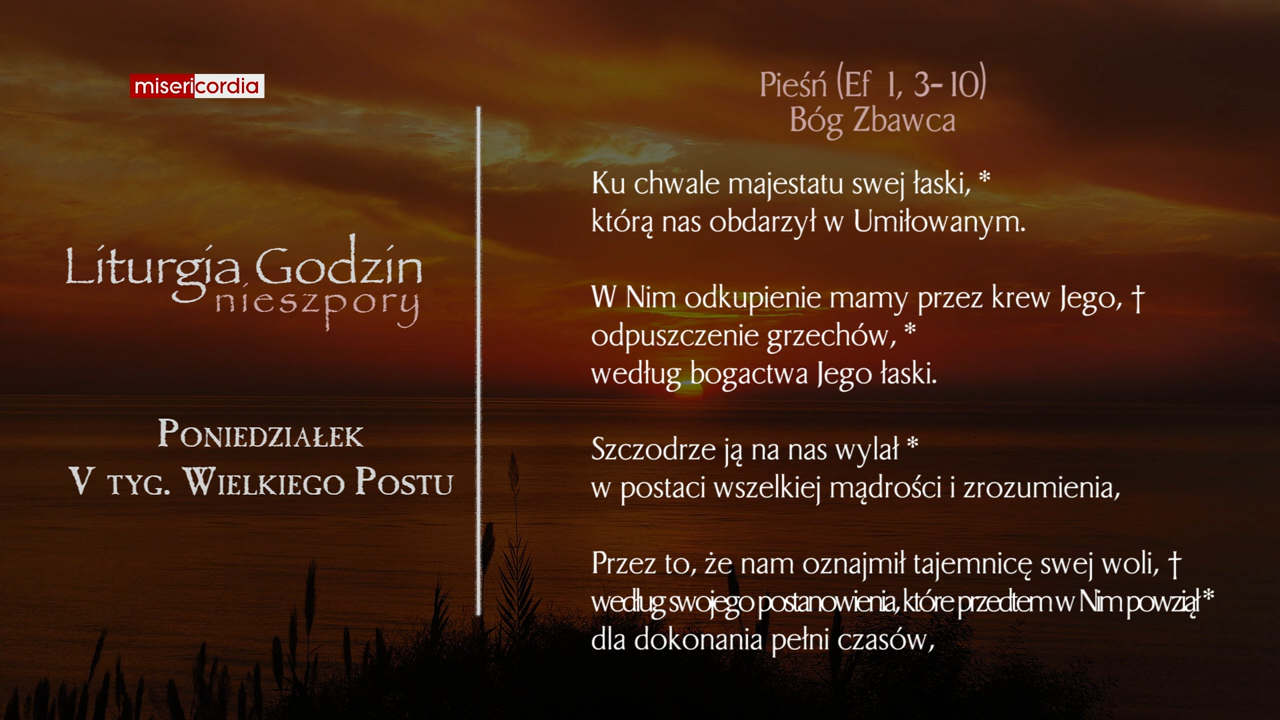 misericordia
Liturgia Godzin
nieszpory
Poniedziałek
V tyg. Wielkiego Postu
Pieśń (Ef 1, 3-10)
Bóg Zbawca
Ku chwale majestatu swej łaski, *
którą nas obdarzył w Umiłowanym.
W Nim odkupienie mamy przez krew Jego, †
odpuszczenie grzechów, *
według bogactwa Jego łaski.
Szczodrze ją na nas wylał *
w postaci wszelkiej mądrości i zrozumienia,
Przez to, że nam oznajmił tajemnicę swej woli, †
według swojego postanowienia, które przedtem w Nim powziął *
dla dokonania pełni czasów,